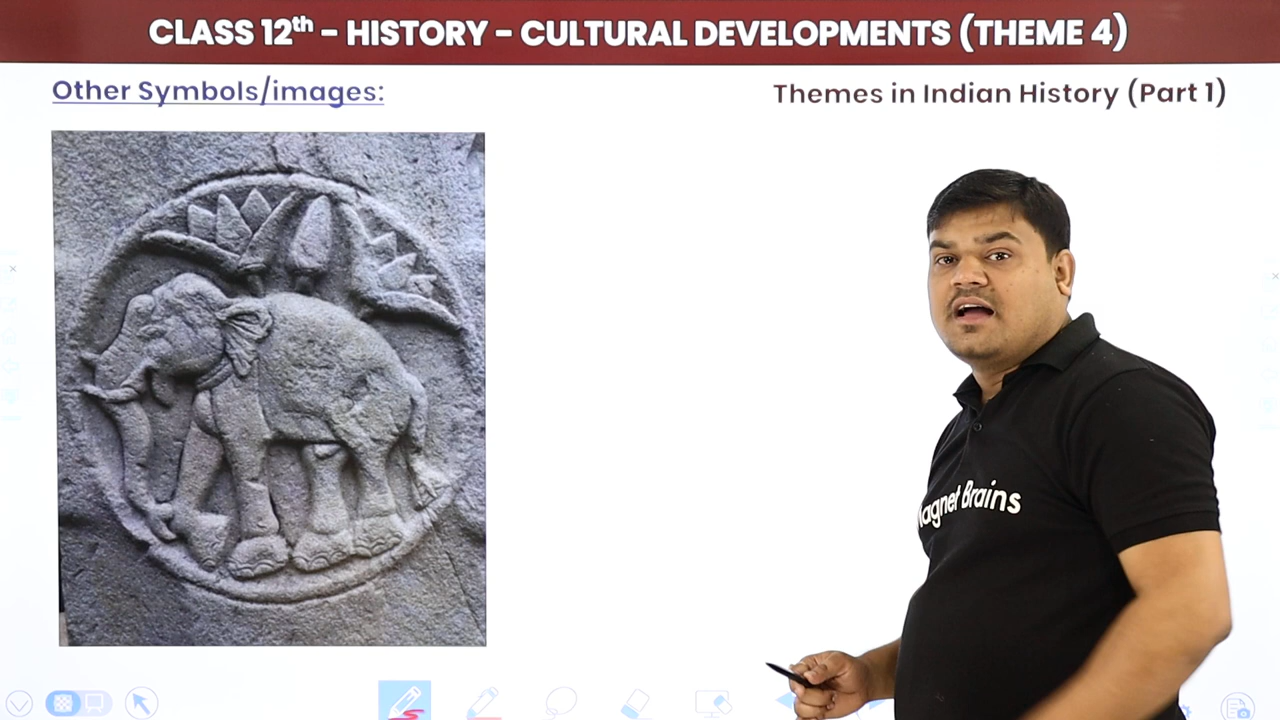 CLASS 12th - HISTORY - CULTURAL DEVELOPMENTS (THEME 4)
Other Symbols/images:
Themes in Indian History (Part 1)
Magnet Brains